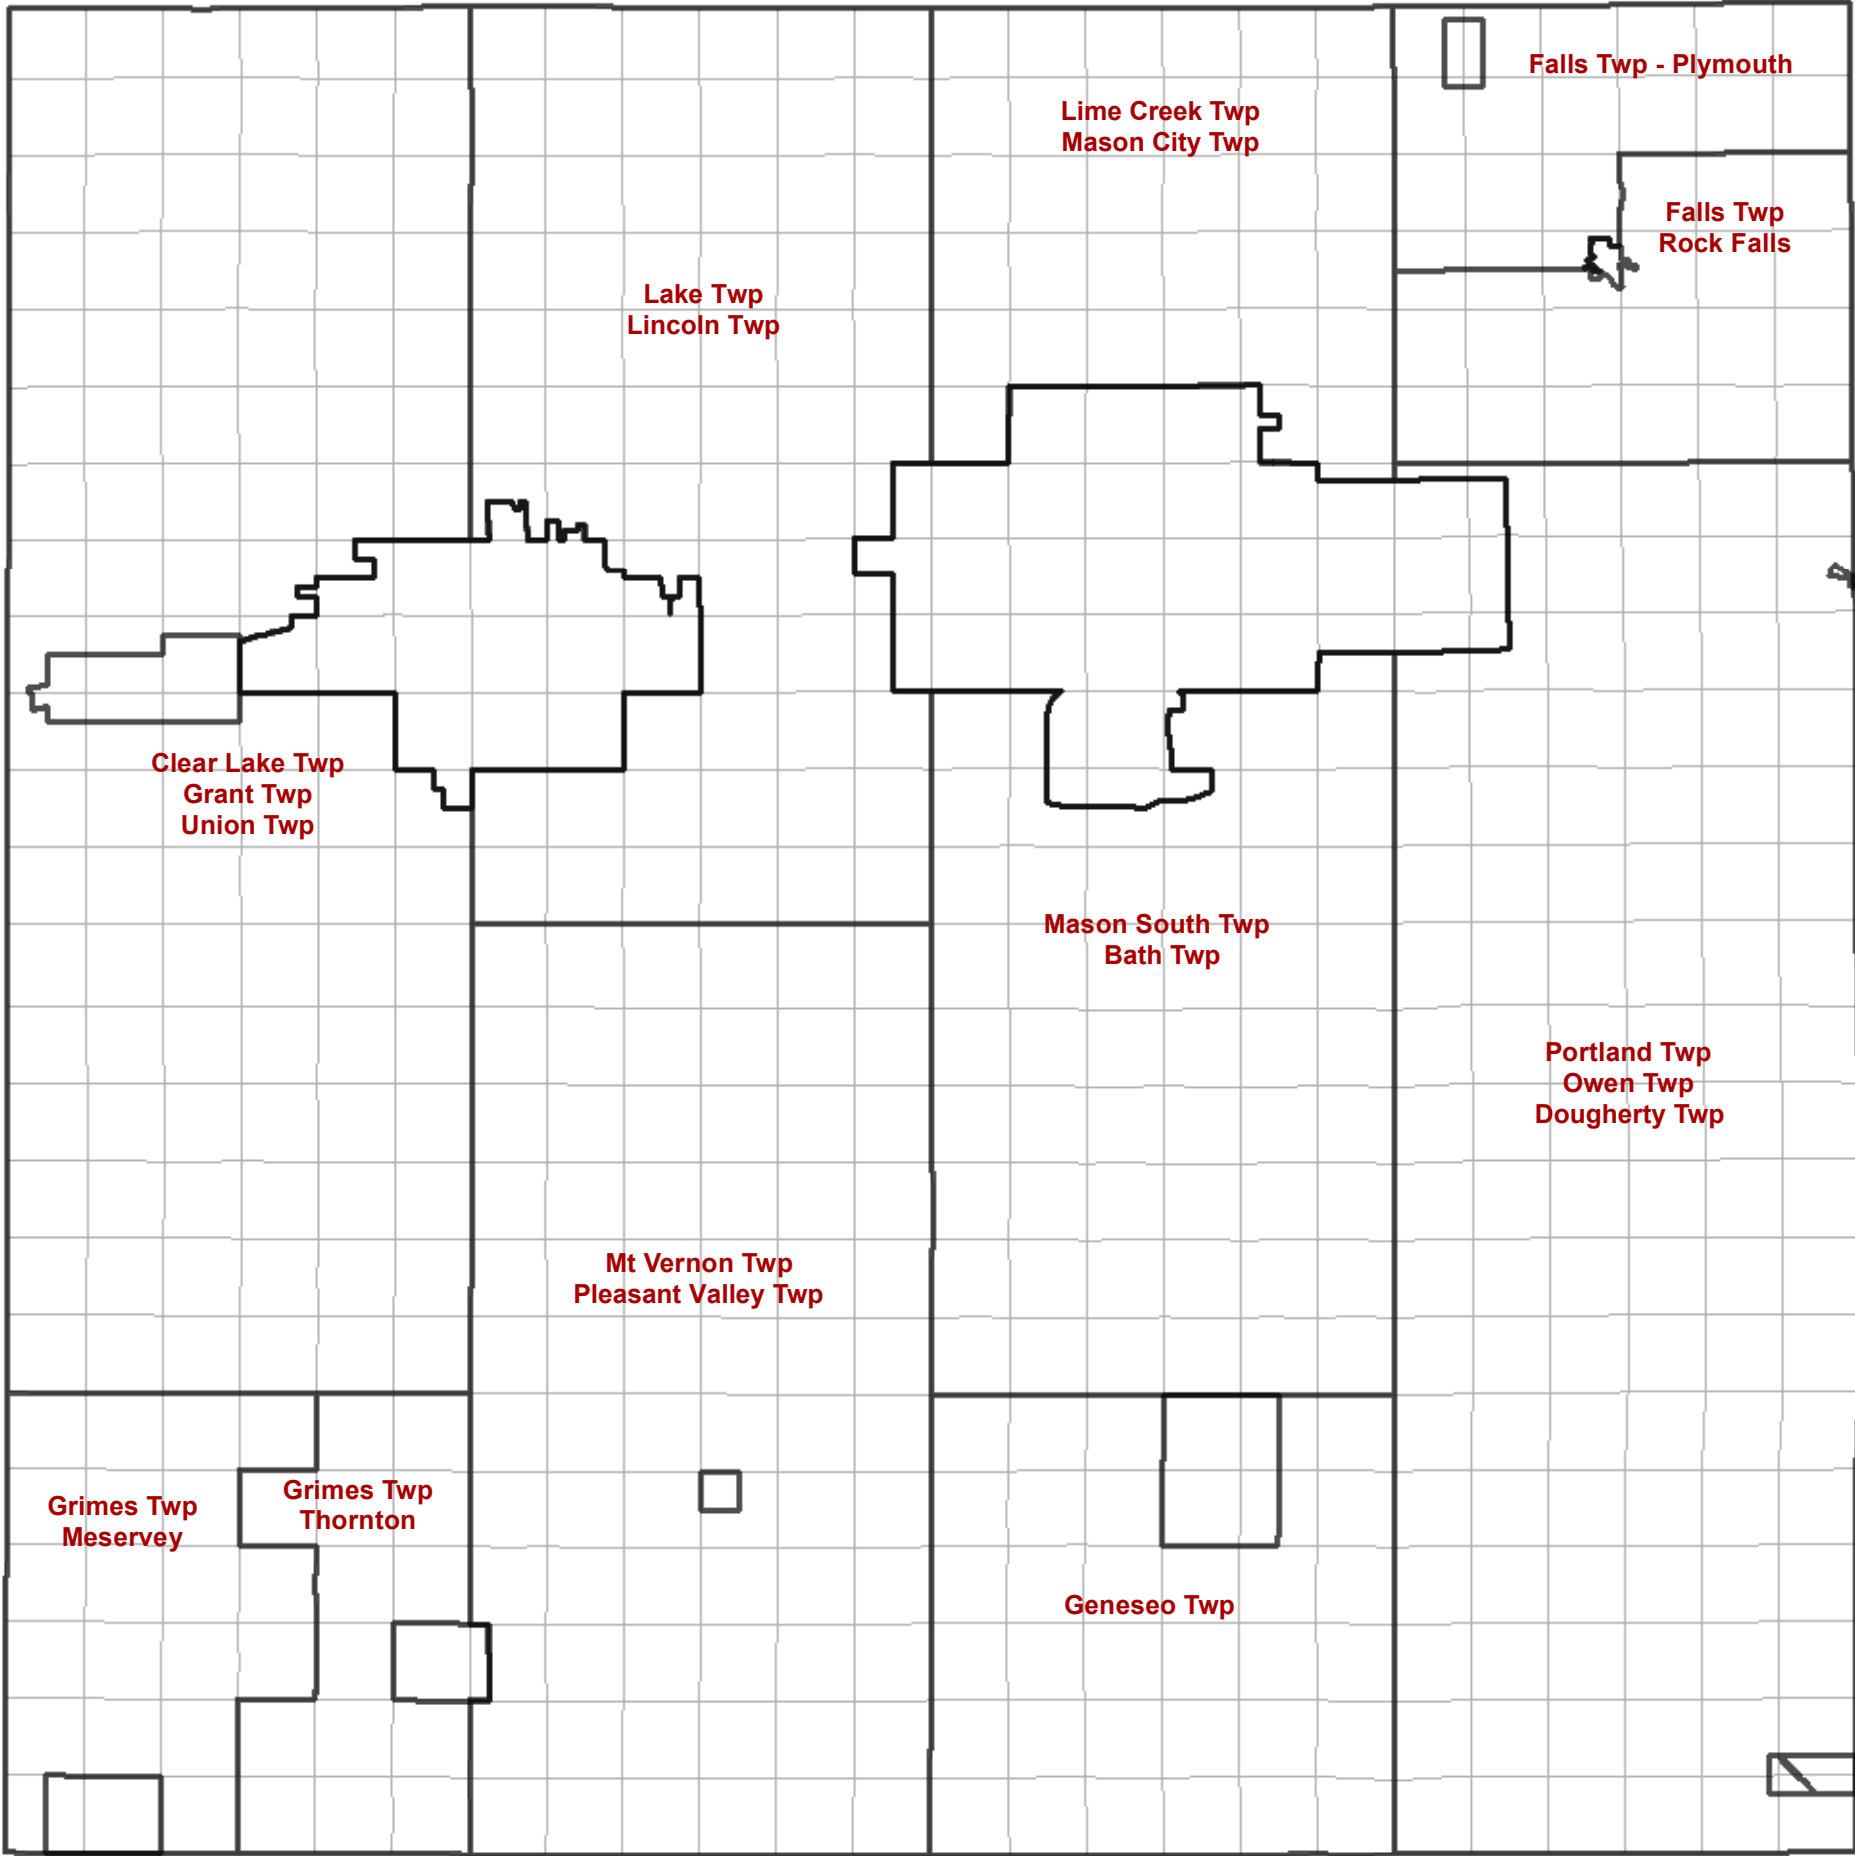 Falls Twp - Plymouth
Lime Creek Twp
Mason City Twp
Falls Twp
Rock Falls
Lake Twp
Lincoln Twp
Clear Lake Twp
Grant Twp
Union Twp
Mason South Twp
Bath Twp
Portland Twp
Owen Twp
Dougherty Twp
Mt Vernon Twp
Pleasant Valley Twp
Grimes Twp
Meservey
Grimes Twp
Thornton
Geneseo Twp